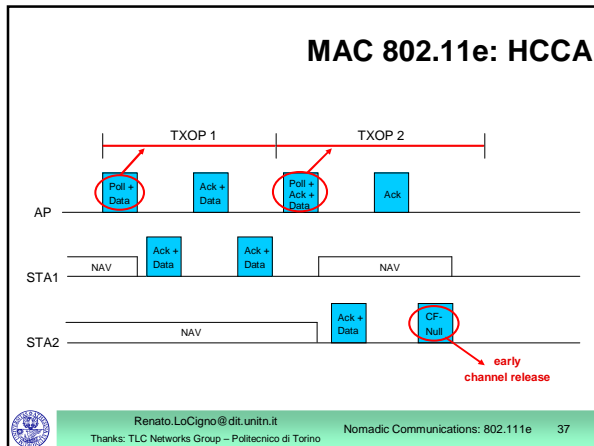 MAC 802.11e: HCCA
TXOP 1
TXOP 2
Poll +
Data
Ack +
Data
Poll +
Ack +
Data
Ack
AP
Ack +
Data
Ack +
Data
NAV
NAV
STA1
Ack +
Data
CF-
Null
NAV
STA2
early
channel release
Renato.LoCigno@dit.unitn.it
Thanks: TLC Networks Group – Politecnico di Torino
Nomadic Communications: 802.111e 37